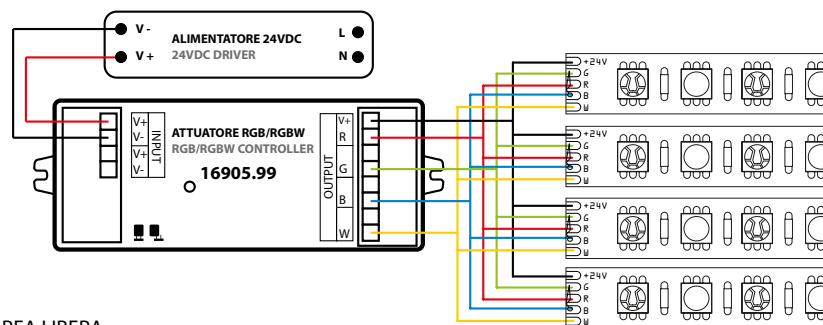 V -
ALIMENTATORE 24VDC
L
V +
24VDC DRIVER
N
V+
V-
V+
V-
INPUT
ATTUATORE RGB/RGBW
RGB/RGBW CONTROLLER
16905.99
OUTPUT
V+
R
G
B
W
+24V
G
R
B
W
+24V
G
R
B
W
+24V
G
R
B
W
+24V
G
R
B
W